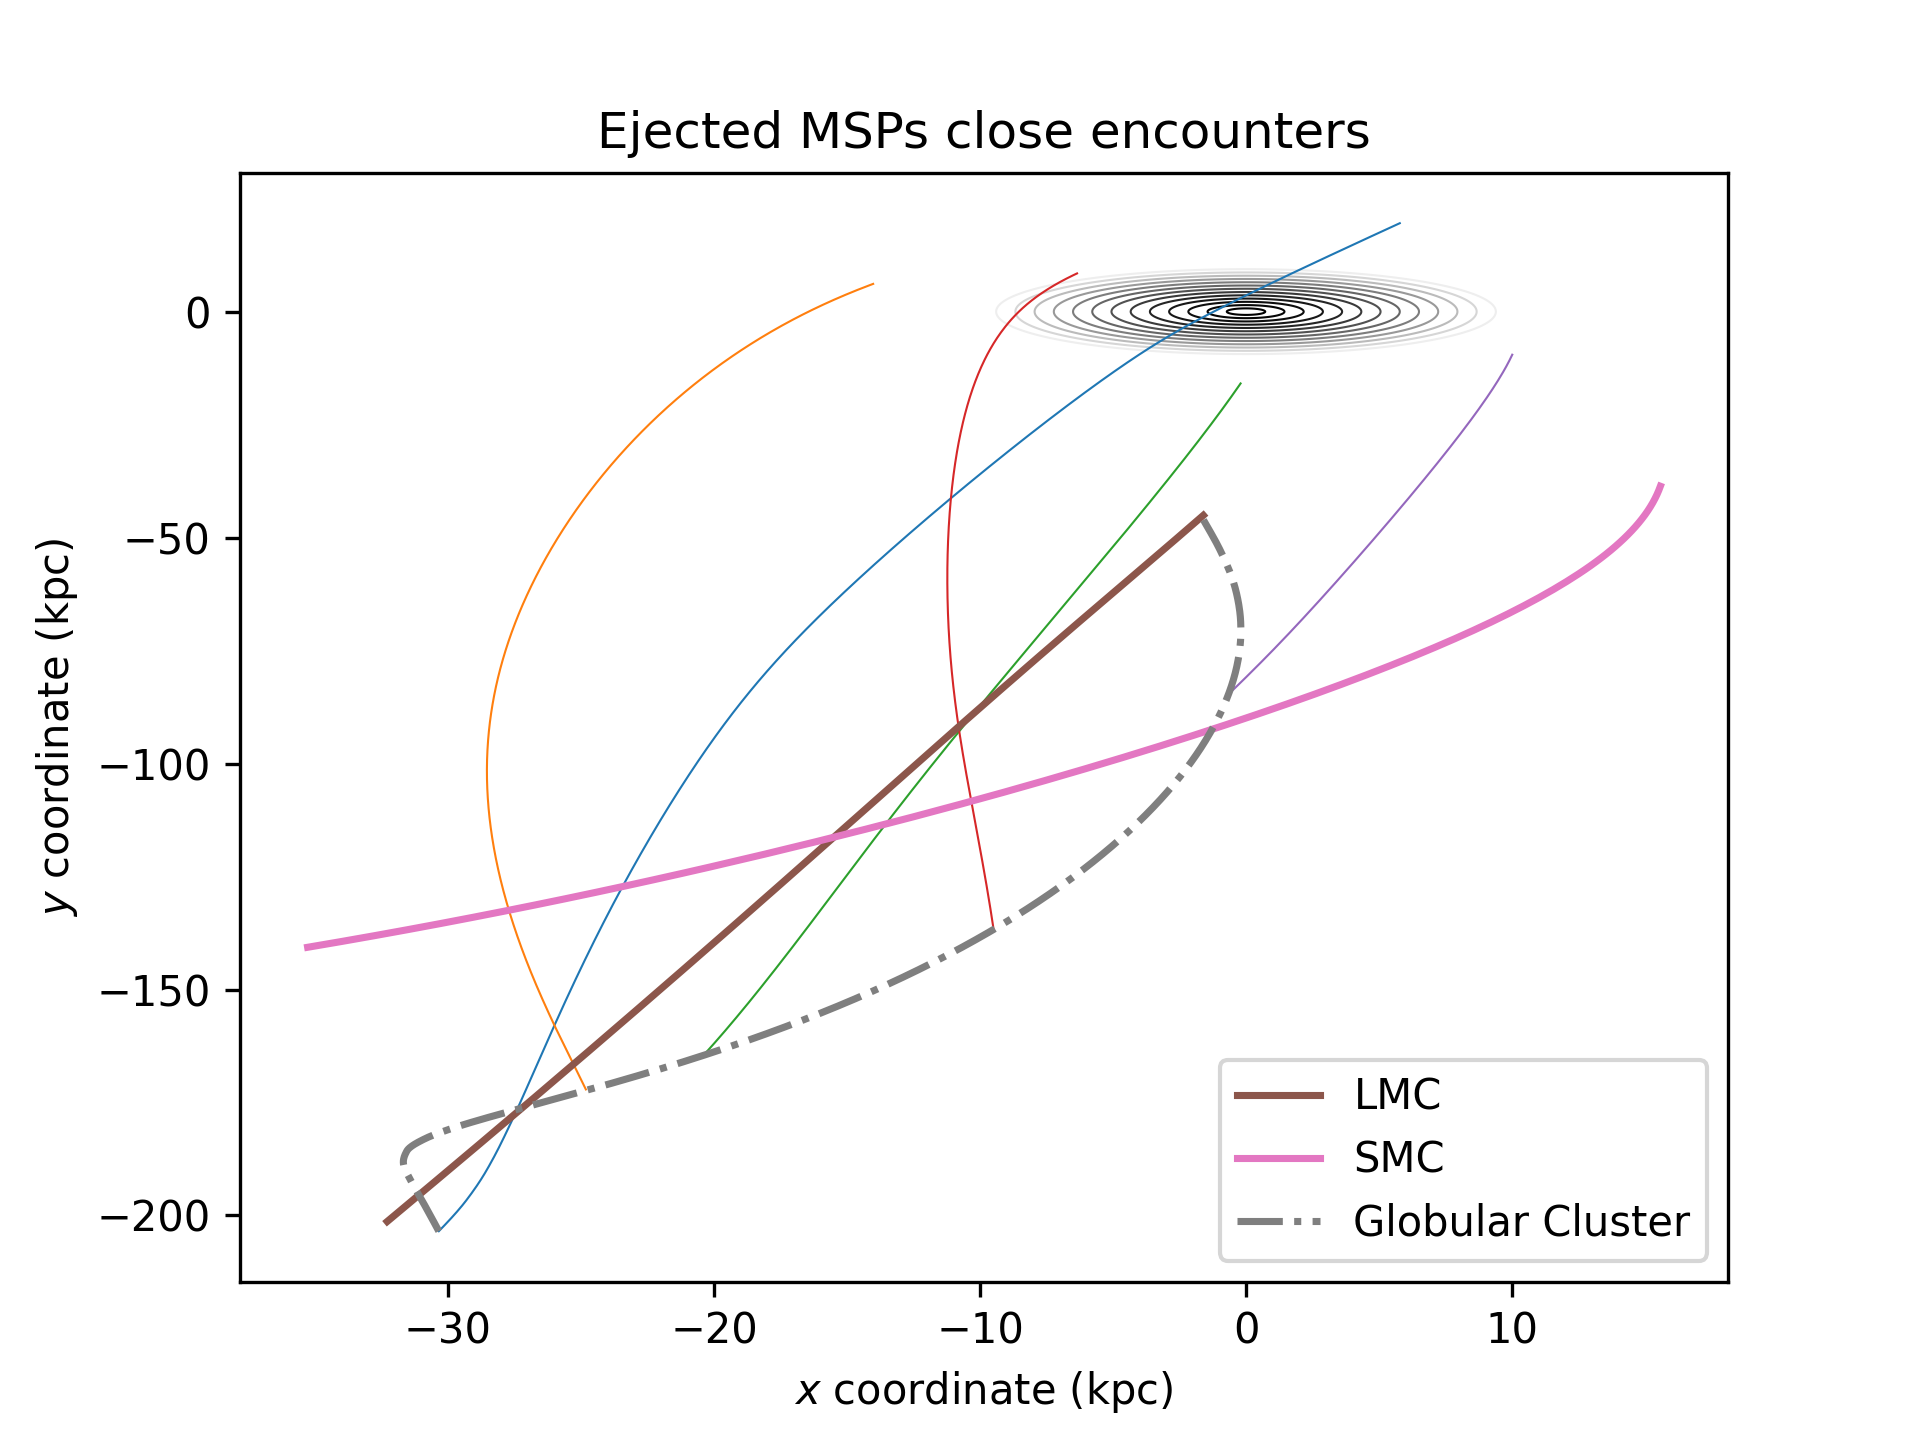 Ejected MSPs close encounters
0
−50
−100
−150
−200
y coordinate (kpc)
−30
−20
−10
0
10
x coordinate (kpc)
LMC
SMC
Globular Cluster